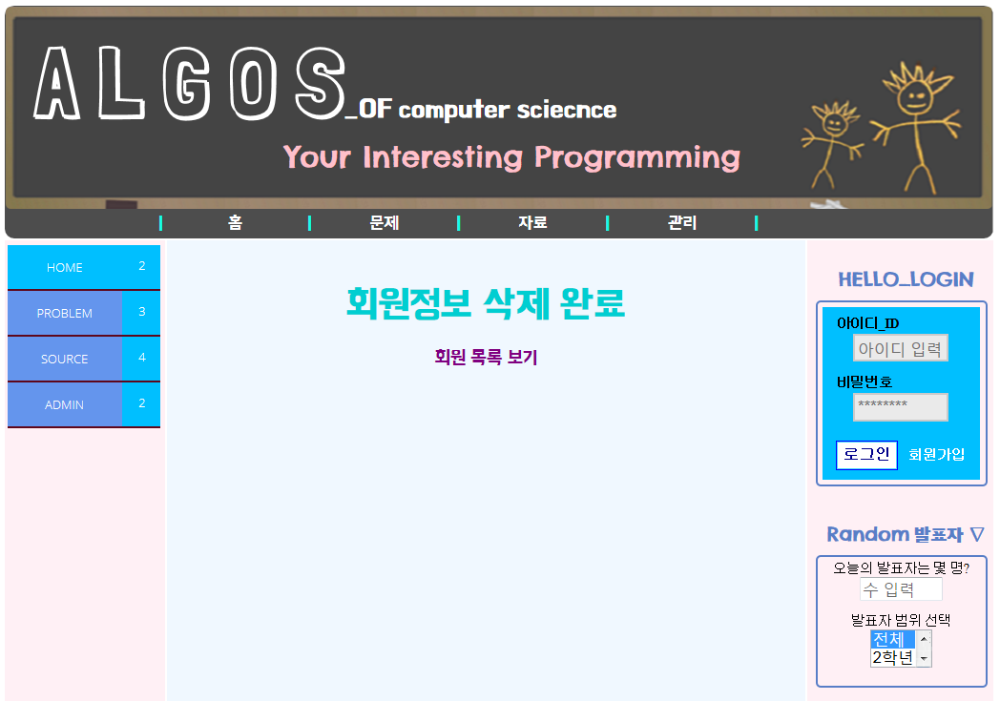 ALGOS_OF computer sciecnce
Your Interesting Programming
| 홈 | 문제 | 자료 | 관리 |
HOME 2
PROBLEM 3
SOURCE 4
ADMIN 2
회원정보 삭제 완료
회원 목록 보기
HELLO_LOGIN
아이디_ID
아이디 입력
비밀번호
********
로그인 회원가입
Random 발표자 ▽
오늘의 발표자는 몇 명?
수 입력
발표자 범위 선택
전체
2학년